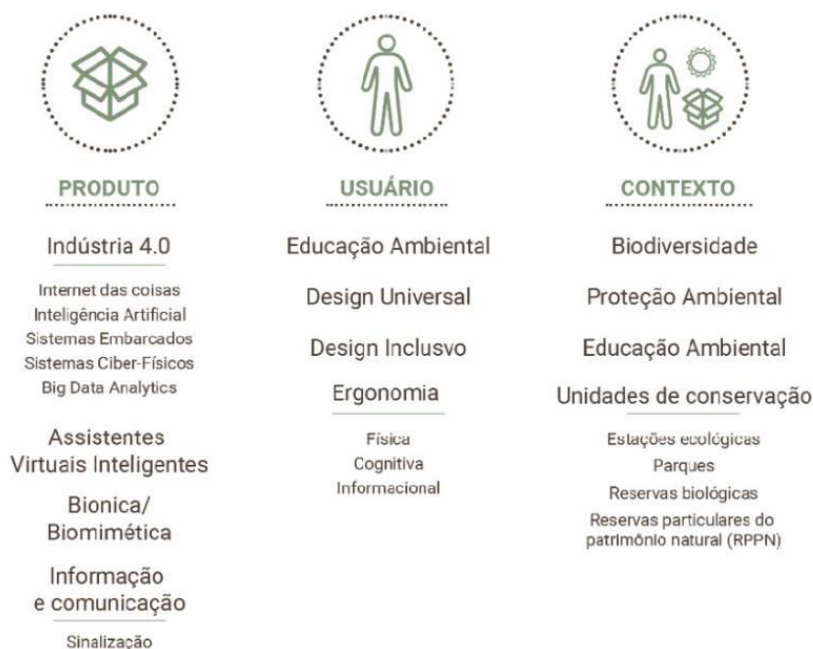 PRODUTO
Indústria 4.0
Internet das coisas
Inteligência Artificial
Sistemas Embarcados
Sistemas Ciber-Físicos
Big Data Analytics
Assistentes
Virtuais Inteligentes
Bionica/
Biomimética
Informação
e comunicação
Sinalização
USUÁRIO
Educação Ambiental
Design Universal
Design Inclusvo
Ergonomia
Física
Cognitiva
Informacional
CONTEXTO
Biodiversidade
Proteção Ambiental
Educação Ambiental
Unidades de conservação
Estações ecológicas
Parques
Reservas biológicas
Reservas particulares do
patrimônio natural (RPPN)